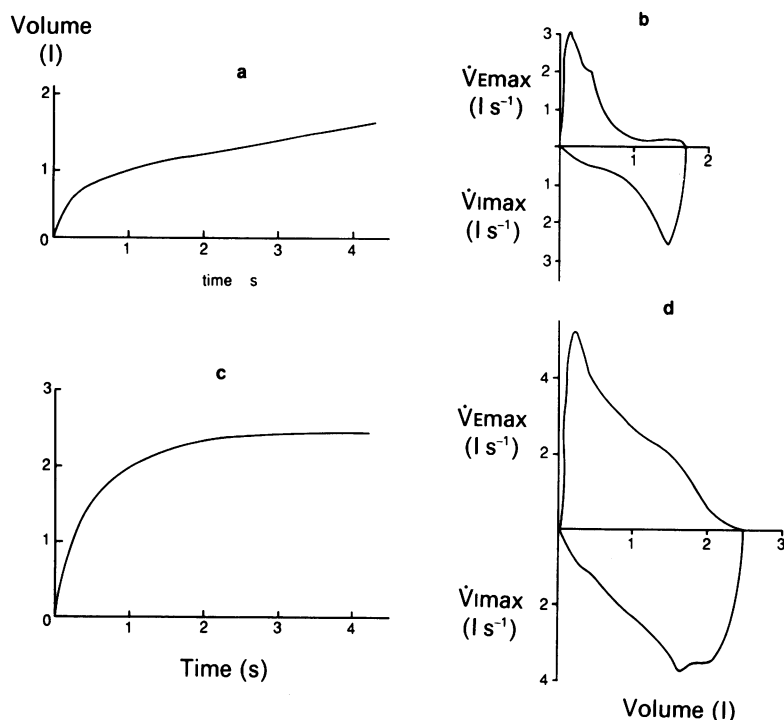 Volume
(l)
a
2
1
0
1 2 3 4
time s
b
3
2
1
V̇Emax
(l s⁻¹)
1 2
1
2
3
V̇Imax
(l s⁻¹)
c
3
2
1
0
1 2 3 4
Time (s)
d
4
2
V̇Emax
(l s⁻¹)
1 2 3
2
4
V̇Imax
(l s⁻¹)
Volume (l)